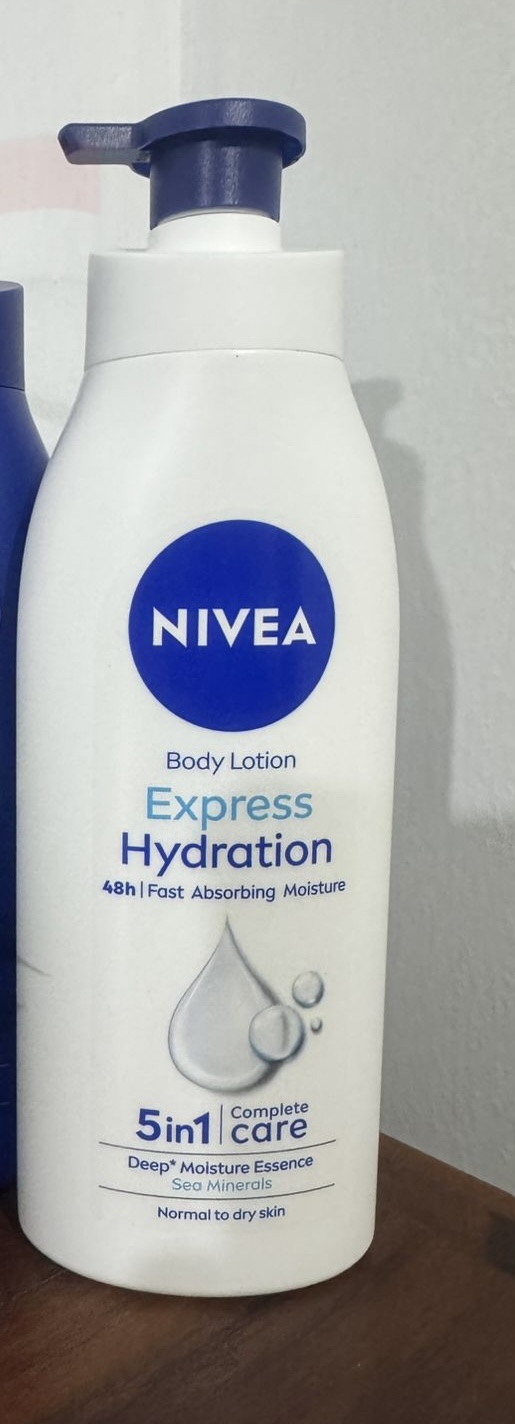 NIVEA
Body Lotion
Express
Hydration
48h | Fast Absorbing Moisture
5in1 | Complete
care
Deep* Moisture Essence
Sea Minerals
Normal to dry skin